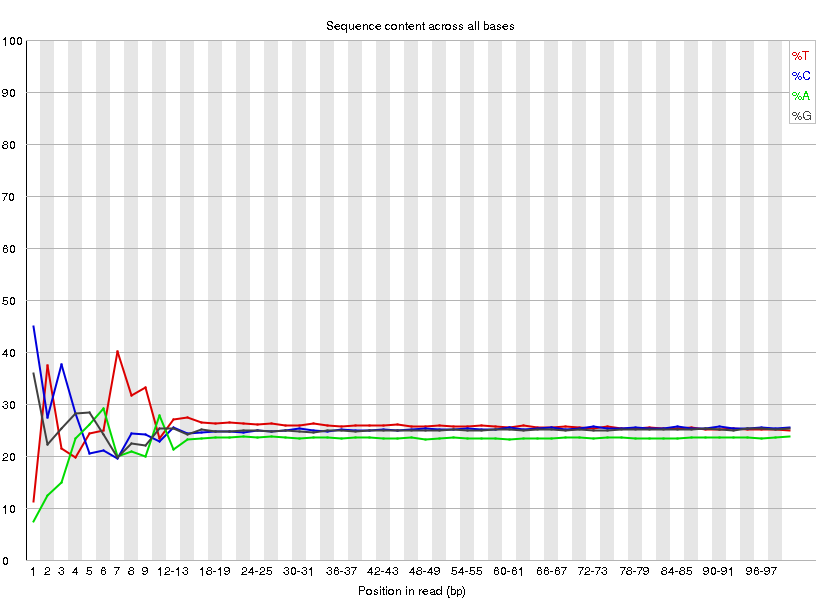 Sequence content across all bases
100
90
80
70
60
50
40
30
20
10
0
%T
%C
%A
%G
1 2 3 4 5 6 7 8 9 12-13 18-19 24-25 30-31 36-37 42-43 48-49 54-55 60-61 66-67 72-73 78-79 84-85 90-91 96-97
Position in read (bp)